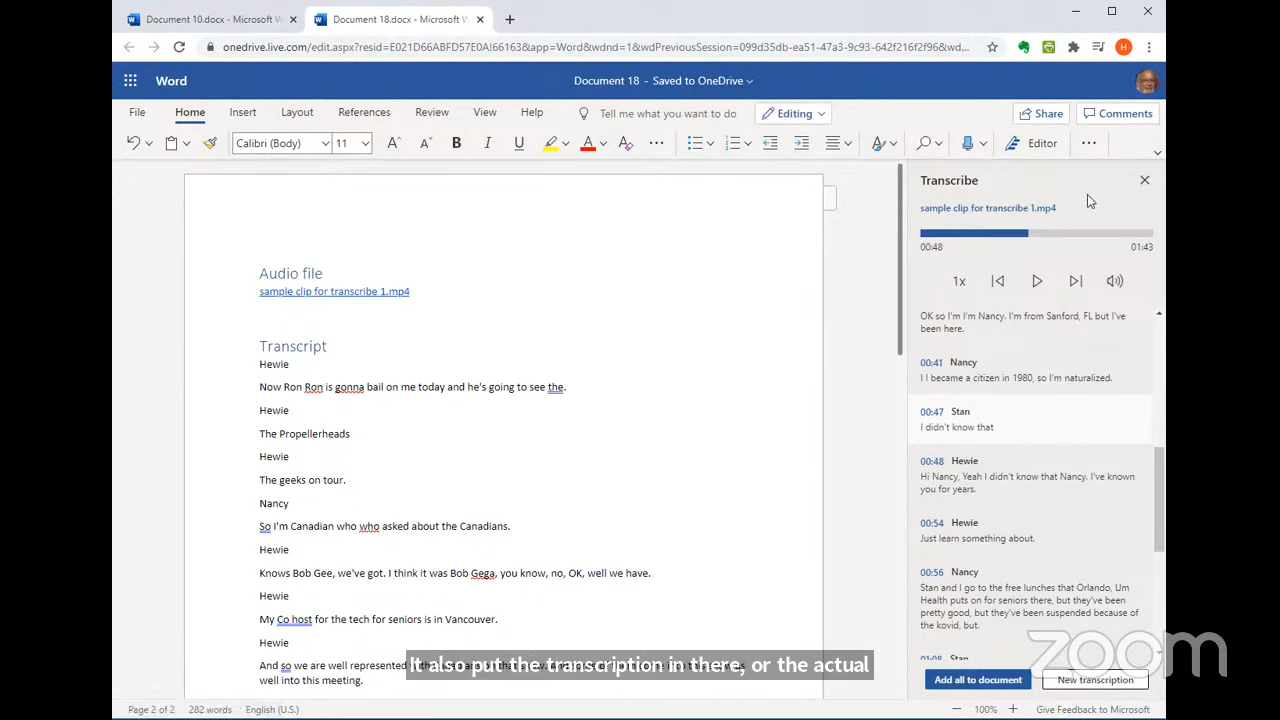 Document 10.docx - Microsoft W
Document 18.docx - Microsoft W
onedrive.live.com/edit.aspx?resid=E021D66ABFD57E0A!66163&app=Word&wdnd=1&wdPreviousSession=099d35db-ea51-47a3-9c93-642f216f2f96&wd...
H
Word
Document 18 - Saved to OneDrive
File
Home
Insert
Layout
References
Review
View
Help
Tell me what you want to do
Editing
Share
Comments
Calibri (Body)
11
Editor
Audio file
sample clip for transcribe 1.mp4
Transcript
Hewie
Now Ron Ron is gonna bail on me today and he's going to see the.
Hewie
The Propellerheads
Hewie
The geeks on tour.
Nancy
So I'm Canadian who who asked about the Canadians.
Hewie
Knows Bob Gee, we've got. I think it was Bob Gega, you know, no, OK, well we have.
Hewie
My Co host for the tech for seniors is in Vancouver.
Hewie
And so we are well represented
well into this meeting.
It also put the transcription in there, or the actual
Page 2 of 2
282 words
English (U.S.)
Transcribe
sample clip for transcribe 1.mp4
00:48
01:43
1x
OK so I'm I'm Nancy. I'm from Sanford, FL but I've
been here.
00:41 Nancy
I I became a citizen in 1980, so I'm naturalized.
00:47 Stan
I didn't know that
00:48 Hewie
Hi Nancy, Yeah I didn't know that Nancy. I've known
you for years.
00:54 Hewie
Just learn something about.
00:56 Nancy
Stan and I go to the free lunches that Orlando, Um
Health puts on for seniors there, but they've been
pretty good, but they've been suspended because of
the kovid, but.
01:08 Stan
Add all to document
New transcription
zoom
100%
Give Feedback to Microsoft